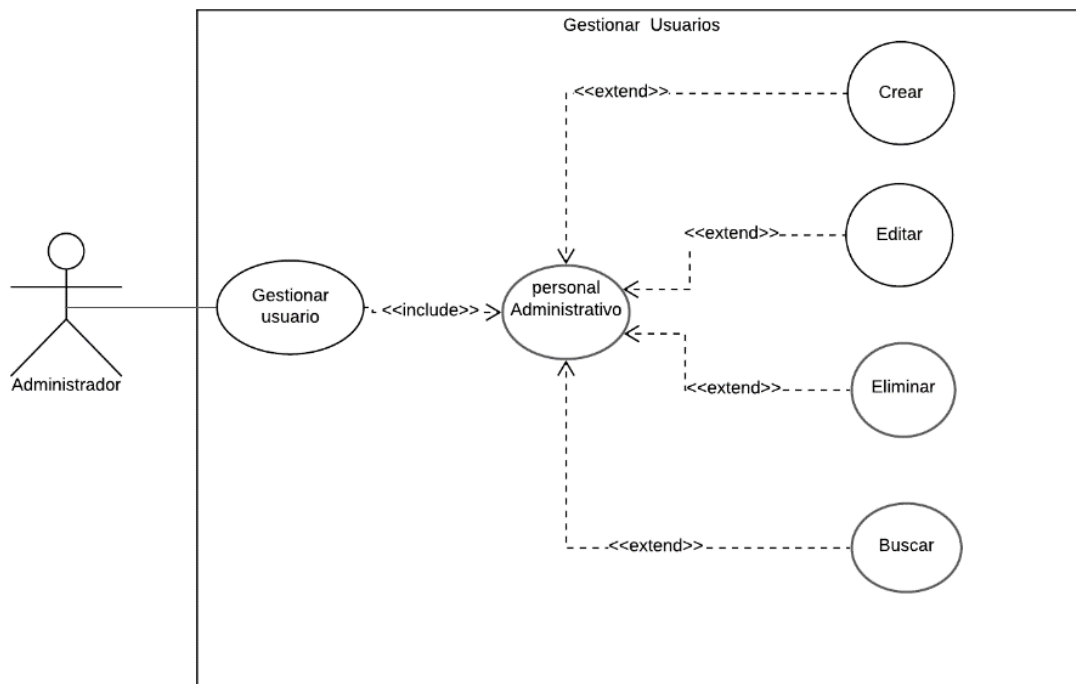 Gestionar Usuarios
<<extend>>
Crear
<<extend>>
Editar
Gestionar
usuario
<<include>>
personal
Administrativo
Administrador
<<extend>>
Eliminar
<<extend>>
Buscar